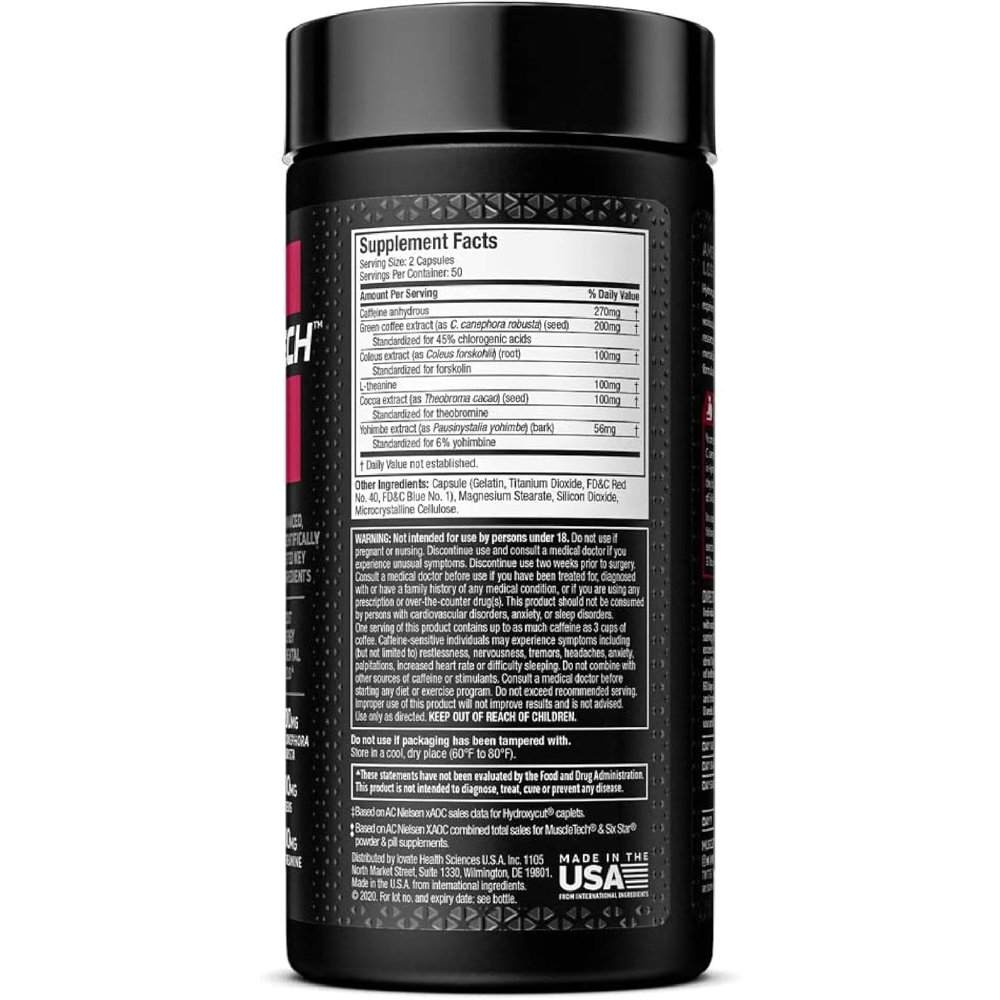 CH™
Supplement Facts
Serving Size: 2 Capsules
Servings Per Container: 50
Amount Per Serving % Daily Value
Caffeine anhydrous 270mg †
Green coffee extract (as C. canephora robusta) (seed) 200mg †
Standardized for 45% chlorogenic acids
Coleus extract (as Coleus forskohlii) (root) 100mg †
Standardized for forskolin
L-theanine 100mg †
Cocoa extract (as Theobroma cacao) (seed) 100mg †
Standardized for theobromine
Yohimbe extract (as Pausinystalia yohimbe) (bark) 56mg †
Standardized for 6% yohimbine
† Daily Value not established.
Other Ingredients: Capsule (Gelatin, Titanium Dioxide, FD&C Red
No. 40, FD&C Blue No. 1), Magnesium Stearate, Silicon Dioxide,
Microcrystalline Cellulose.
WARNING: Not intended for use by persons under 18. Do not use if
pregnant or nursing. Discontinue use and consult a medical doctor if you
experience unusual symptoms. Discontinue use two weeks prior to surgery.
Consult a medical doctor before use if you have been treated for, diagnosed
with or have a family history of any medical condition, or if you are using any
prescription or over-the-counter drug(s). This product should not be consumed
by persons with cardiovascular disorders, anxiety, or sleep disorders.
One serving of this product contains up to as much caffeine as 3 cups of
coffee. Caffeine-sensitive individuals may experience symptoms including
(but not limited to) restlessness, nervousness, tremors, headaches, anxiety,
palpitations, increased heart rate or difficulty sleeping. Do not combine with
other sources of caffeine or stimulants. Consult a medical doctor before
starting any diet or exercise program. Do not exceed recommended serving.
Improper use of this product will not improve results and is not advised.
Use only as directed. KEEP OUT OF REACH OF CHILDREN.
Do not use if packaging has been tampered with.
Store in a cool, dry place (60°F to 80°F).
^These statements have not been evaluated by the Food and Drug Administration.
This product is not intended to diagnose, treat, cure or prevent any disease.
‡Based on AC Nielsen xAOC sales data for Hydroxycut® caplets.
Based on AC Nielsen XAOC combined total sales for MuscleTech® & Six Star®
powder & pill supplements.
Distributed by Iovate Health Sciences U.S.A. Inc. 1105
North Market Street, Suite 1330, Wilmington, DE 19801.
Made in the U.S.A. from international ingredients.
© 2020. For lot no. and expiry date: see bottle.
MADE IN THE
USA
FROM INTERNATIONAL INGREDIENTS